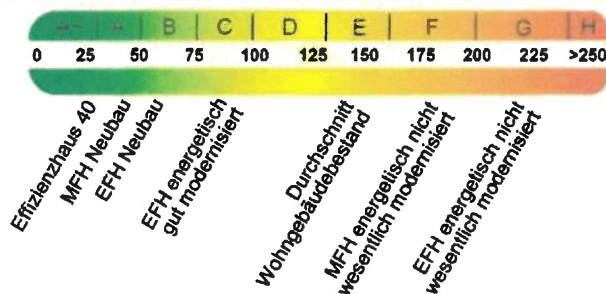 A+ A B C D E F G H
0 25 50 75 100 125 150 175 200 225 >250
Effizienzhaus 40
MFH Neubau
EFH Neubau
EFH energetisch
gut modernisiert
Durchschnitt
Wohngebäudebestand
MFH energetisch nicht
wesentlich modernisiert
EFH energetisch nicht
wesentlich modernisiert